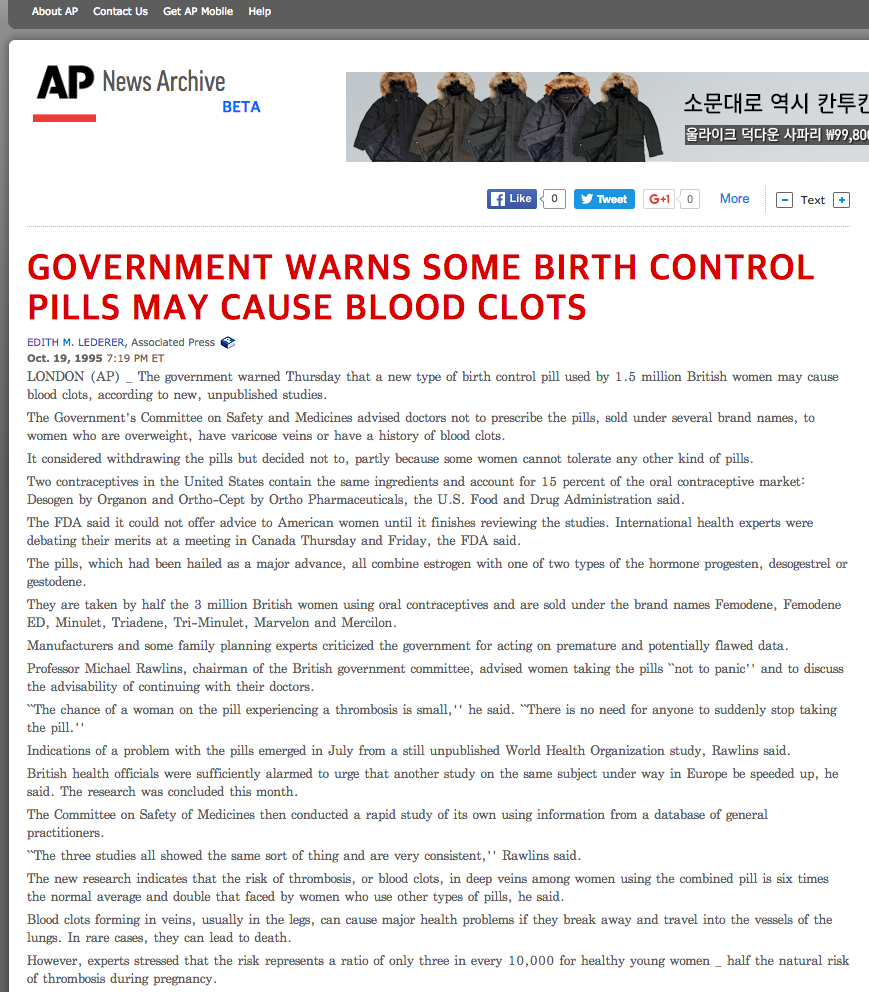 About AP Contact Us Get AP Mobile Help
AP News Archive
BETA
소문대로 역시 칸투칸
울라이크 덕다운 사파리 ₩99,800
Like 0 Tweet G+1 0 More - Text +
GOVERNMENT WARNS SOME BIRTH CONTROL
PILLS MAY CAUSE BLOOD CLOTS
EDITH M. LEDERER, Associated Press
Oct. 19, 1995 7:19 PM ET
LONDON (AP) _ The government warned Thursday that a new type of birth control pill used by 1.5 million British women may cause
blood clots, according to new, unpublished studies.
The Government's Committee on Safety and Medicines advised doctors not to prescribe the pills, sold under several brand names, to
women who are overweight, have varicose veins or have a history of blood clots.
It considered withdrawing the pills but decided not to, partly because some women cannot tolerate any other kind of pills.
Two contraceptives in the United States contain the same ingredients and account for 15 percent of the oral contraceptive market:
Desogen by Organon and Ortho-Cept by Ortho Pharmaceuticals, the U.S. Food and Drug Administration said.
The FDA said it could not offer advice to American women until it finishes reviewing the studies. International health experts were
debating their merits at a meeting in Canada Thursday and Friday, the FDA said.
The pills, which had been hailed as a major advance, all combine estrogen with one of two types of the hormone progesten, desogestrel or
gestodene.
They are taken by half the 3 million British women using oral contraceptives and are sold under the brand names Femodene, Femodene
ED, Minulet, Triadene, Tri-Minulet, Marvelon and Mercilon.
Manufacturers and some family planning experts criticized the government for acting on premature and potentially flawed data.
Professor Michael Rawlins, chairman of the British government committee, advised women taking the pills ``not to panic'' and to discuss
the advisability of continuing with their doctors.
``The chance of a woman on the pill experiencing a thrombosis is small,'' he said. ``There is no need for anyone to suddenly stop taking
the pill.''
Indications of a problem with the pills emerged in July from a still unpublished World Health Organization study, Rawlins said.
British health officials were sufficiently alarmed to urge that another study on the same subject under way in Europe be speeded up, he
said. The research was concluded this month.
The Committee on Safety of Medicines then conducted a rapid study of its own using information from a database of general
practitioners.
``The three studies all showed the same sort of thing and are very consistent,'' Rawlins said.
The new research indicates that the risk of thrombosis, or blood clots, in deep veins among women using the combined pill is six times
the normal average and double that faced by women who use other types of pills, he said.
Blood clots forming in veins, usually in the legs, can cause major health problems if they break away and travel into the vessels of the
lungs. In rare cases, they can lead to death.
However, experts stressed that the risk represents a ratio of only three in every 10,000 for healthy young women _ half the natural risk
of thrombosis during pregnancy.